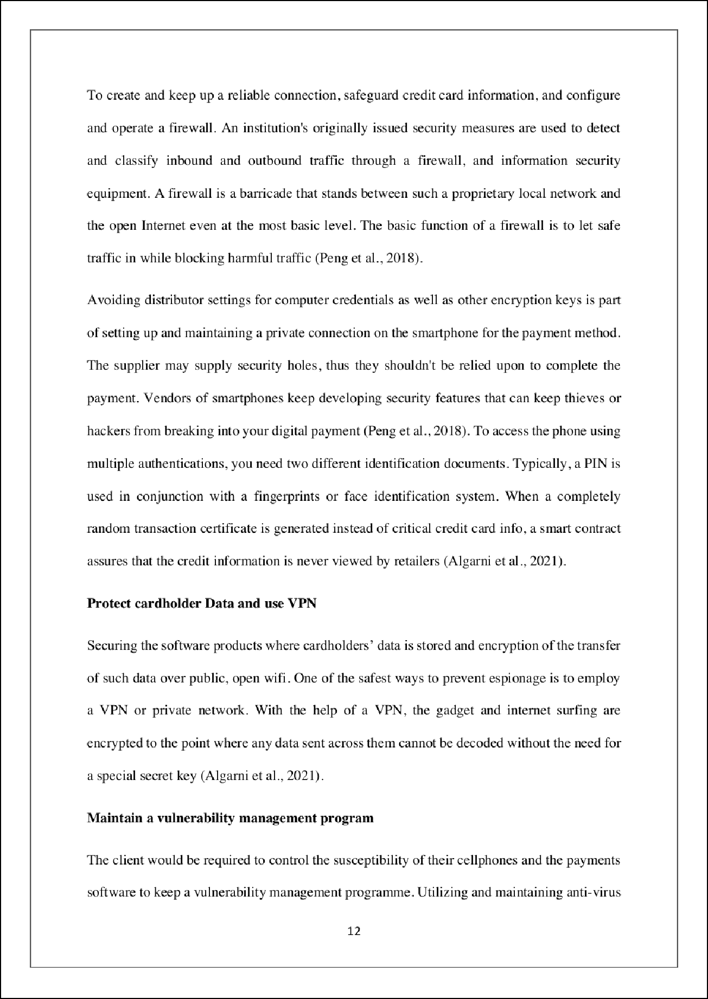 To create and keep up a reliable connection, safeguard credit card information, and configure
and operate a firewall. An institution's originally issued security measures are used to detect
and classify inbound and outbound traffic through a firewall, and information security
equipment. A firewall is a barricade that stands between such a proprietary local network and
the open Internet even at the most basic level. The basic function of a firewall is to let safe
traffic in while blocking harmful traffic (Peng et al., 2018).
Avoiding distributor settings for computer credentials as well as other encryption keys is part
of setting up and maintaining a private connection on the smartphone for the payment method.
The supplier may supply security holes, thus they shouldn't be relied upon to complete the
payment. Vendors of smartphones keep developing security features that can keep thieves or
hackers from breaking into your digital payment (Peng et al., 2018). To access the phone using
multiple authentications, you need two different identification documents. Typically, a PIN is
used in conjunction with a fingerprints or face identification system. When a completely
random transaction certificate is generated instead of critical credit card info, a smart contract
assures that the credit information is never viewed by retailers (Algarni et al., 2021).
Protect cardholder Data and use VPN
Securing the software products where cardholders’ data is stored and encryption of the transfer
of such data over public, open wifi. One of the safest ways to prevent espionage is to employ
a VPN or private network. With the help of a VPN, the gadget and internet surfing are
encrypted to the point where any data sent across them cannot be decoded without the need for
a special secret key (Algarni et al., 2021).
Maintain a vulnerability management program
The client would be required to control the susceptibility of their cellphones and the payments
software to keep a vulnerability management programme. Utilizing and maintaining anti-virus
12